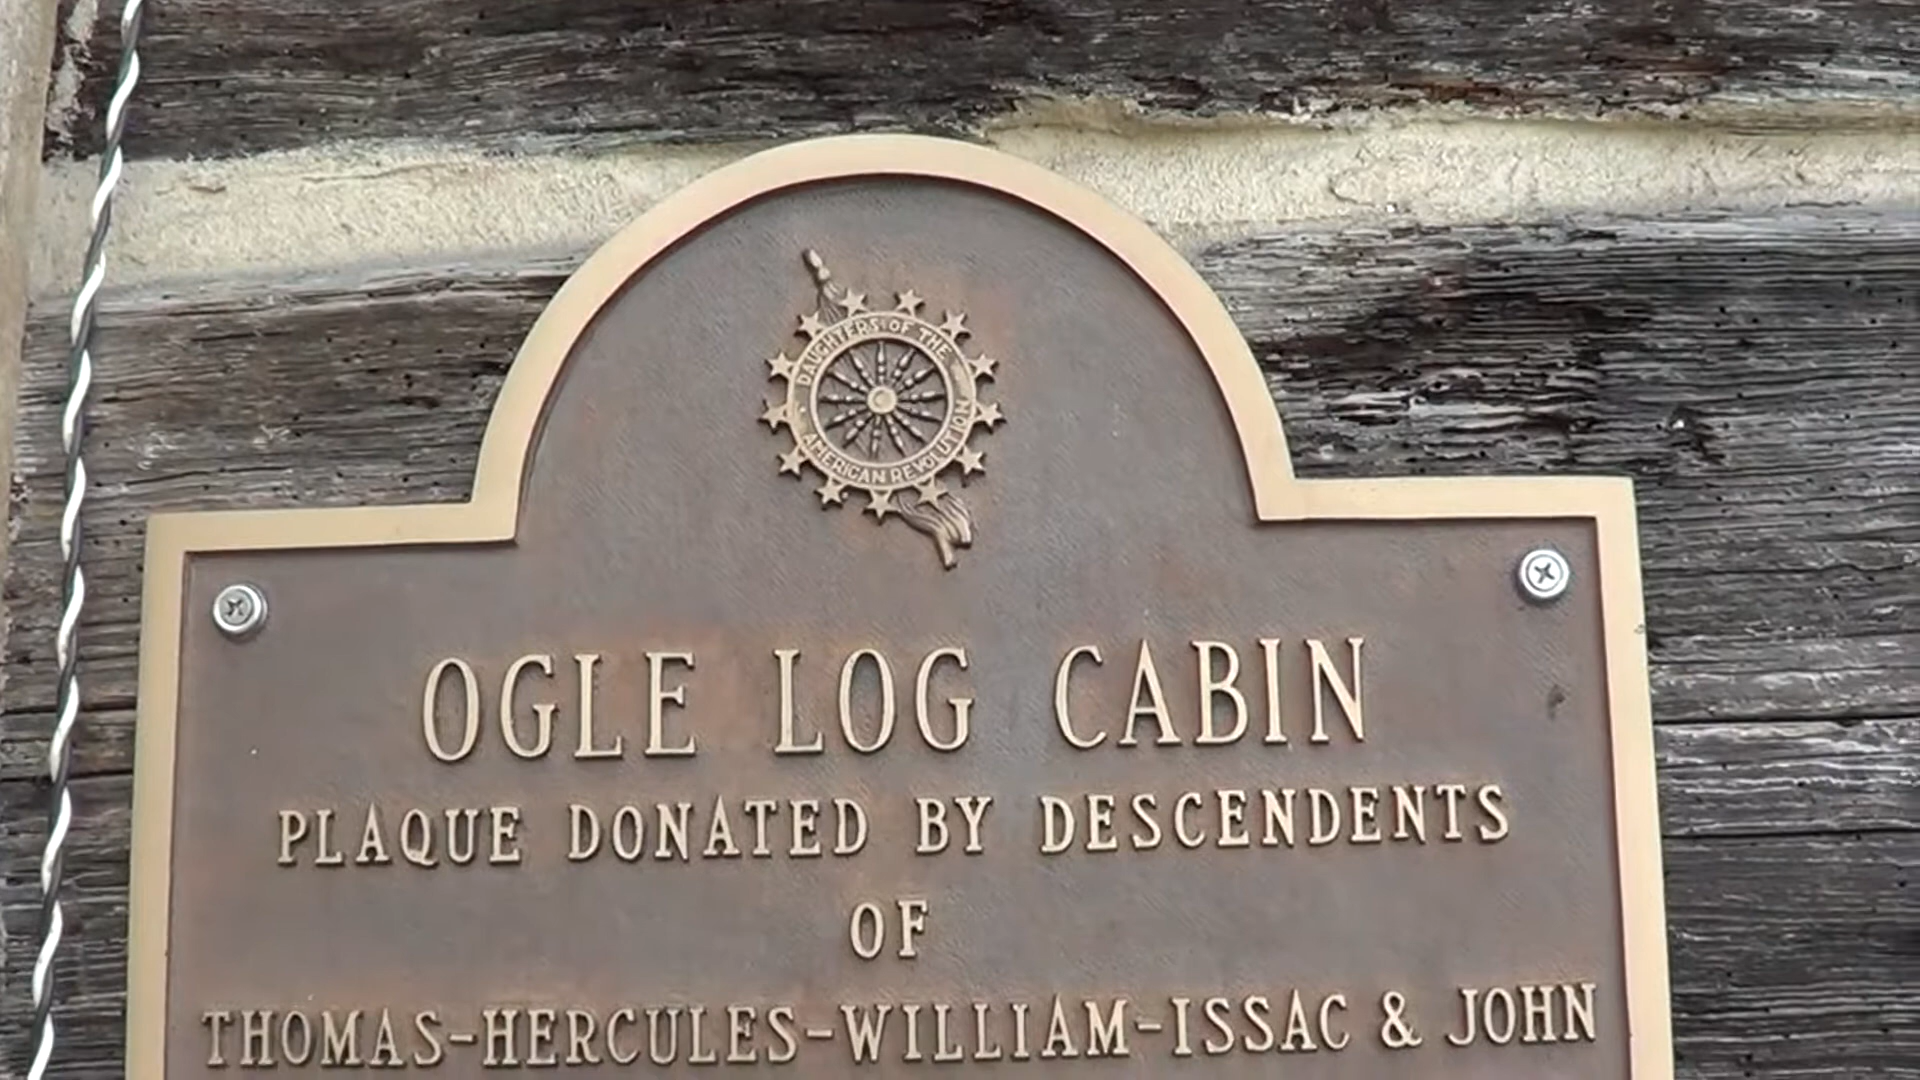 DAUGHTERS OF THE
AMERICAN REVOLUTION
OGLE LOG CABIN
PLAQUE DONATED BY DESCENDENTS
OF
THOMAS-HERCULES-WILLIAM-ISSAC & JOHN